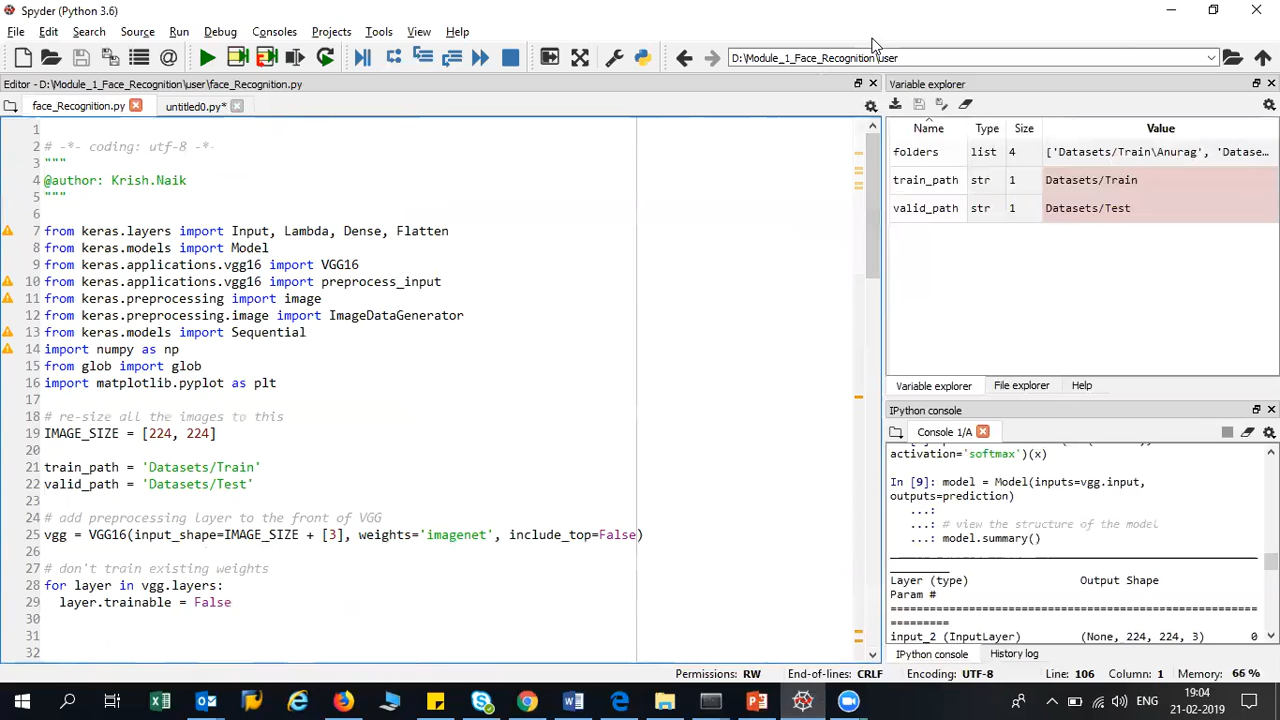 Spyder (Python 3.6)
File Edit Search Source Run Debug Consoles Projects Tools View Help
D:\Module_1_Face_Recognition\user
Editor - D:\Module_1_Face_Recognition\user\face_Recognition.py
face_Recognition.py untitled0.py*
1
2 # -*- coding: utf-8 -*-
3 """
4 @author: Krish.Naik
5 """
6
7 from keras.layers import Input, Lambda, Dense, Flatten
8 from keras.models import Model
9 from keras.applications.vgg16 import VGG16
10 from keras.applications.vgg16 import preprocess_input
11 from keras.preprocessing import image
12 from keras.preprocessing.image import ImageDataGenerator
13 from keras.models import Sequential
14 import numpy as np
15 from glob import glob
16 import matplotlib.pyplot as plt
17
18 # re-size all the images to this
19 IMAGE_SIZE = [224, 224]
20
21 train_path = 'Datasets/Train'
22 valid_path = 'Datasets/Test'
23
24 # add preprocessing layer to the front of VGG
25 vgg = VGG16(input_shape=IMAGE_SIZE + [3], weights='imagenet', include_top=False)
26
27 # don't train existing weights
28 for layer in vgg.layers:
29 layer.trainable = False
30
31
32
Variable explorer
Name Type Size Value
folders list 4 ['Datasets/Train\Anurag', 'Datase...
train_path str 1 Datasets/Train
valid_path str 1 Datasets/Test
Variable explorer File explorer Help
IPython console
Console 1/A
activation='softmax')(x)
In [9]: model = Model(inputs=vgg.input,
outputs=prediction)
...:
...: # view the structure of the model
...: model.summary()
Layer (type) Output Shape
Param #
input_2 (InputLayer) (None, 224, 224, 3) 0
IPython console History log
Permissions: RW End-of-lines: CRLF Encoding: UTF-8 Line: 106 Column: 1 Memory: 66 %
ENG
19:04
21-02-2019